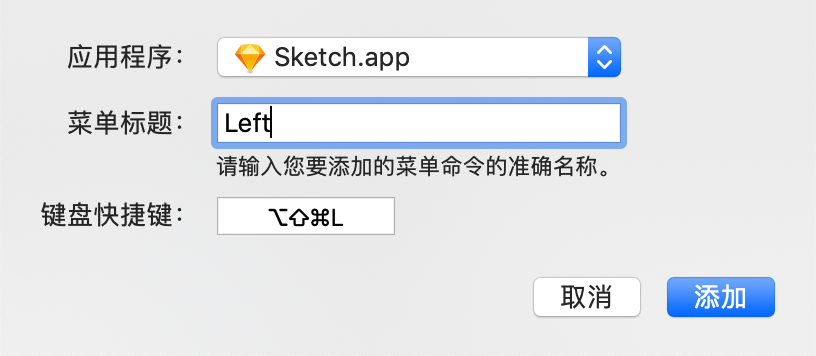 应用程序： Sketch.app
菜单标题： Left
请输入您要添加的菜单命令的准确名称。
键盘快捷键： ⌥⇧⌘L
取消 添加